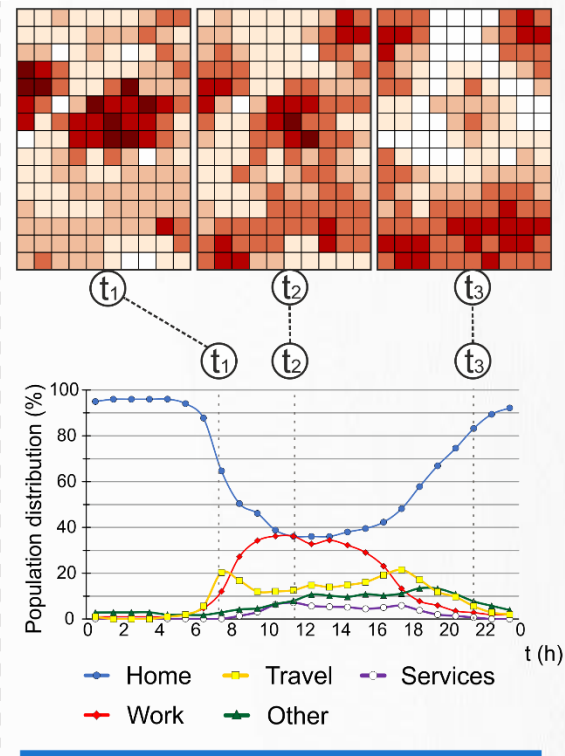 t1 t2 t3
t1 t2 t3
Population distribution (%)
100
80
60
40
20
0
0 2 4 6 8 10 12 14 16 18 20 22 0
t (h)
Home Travel Services
Work Other